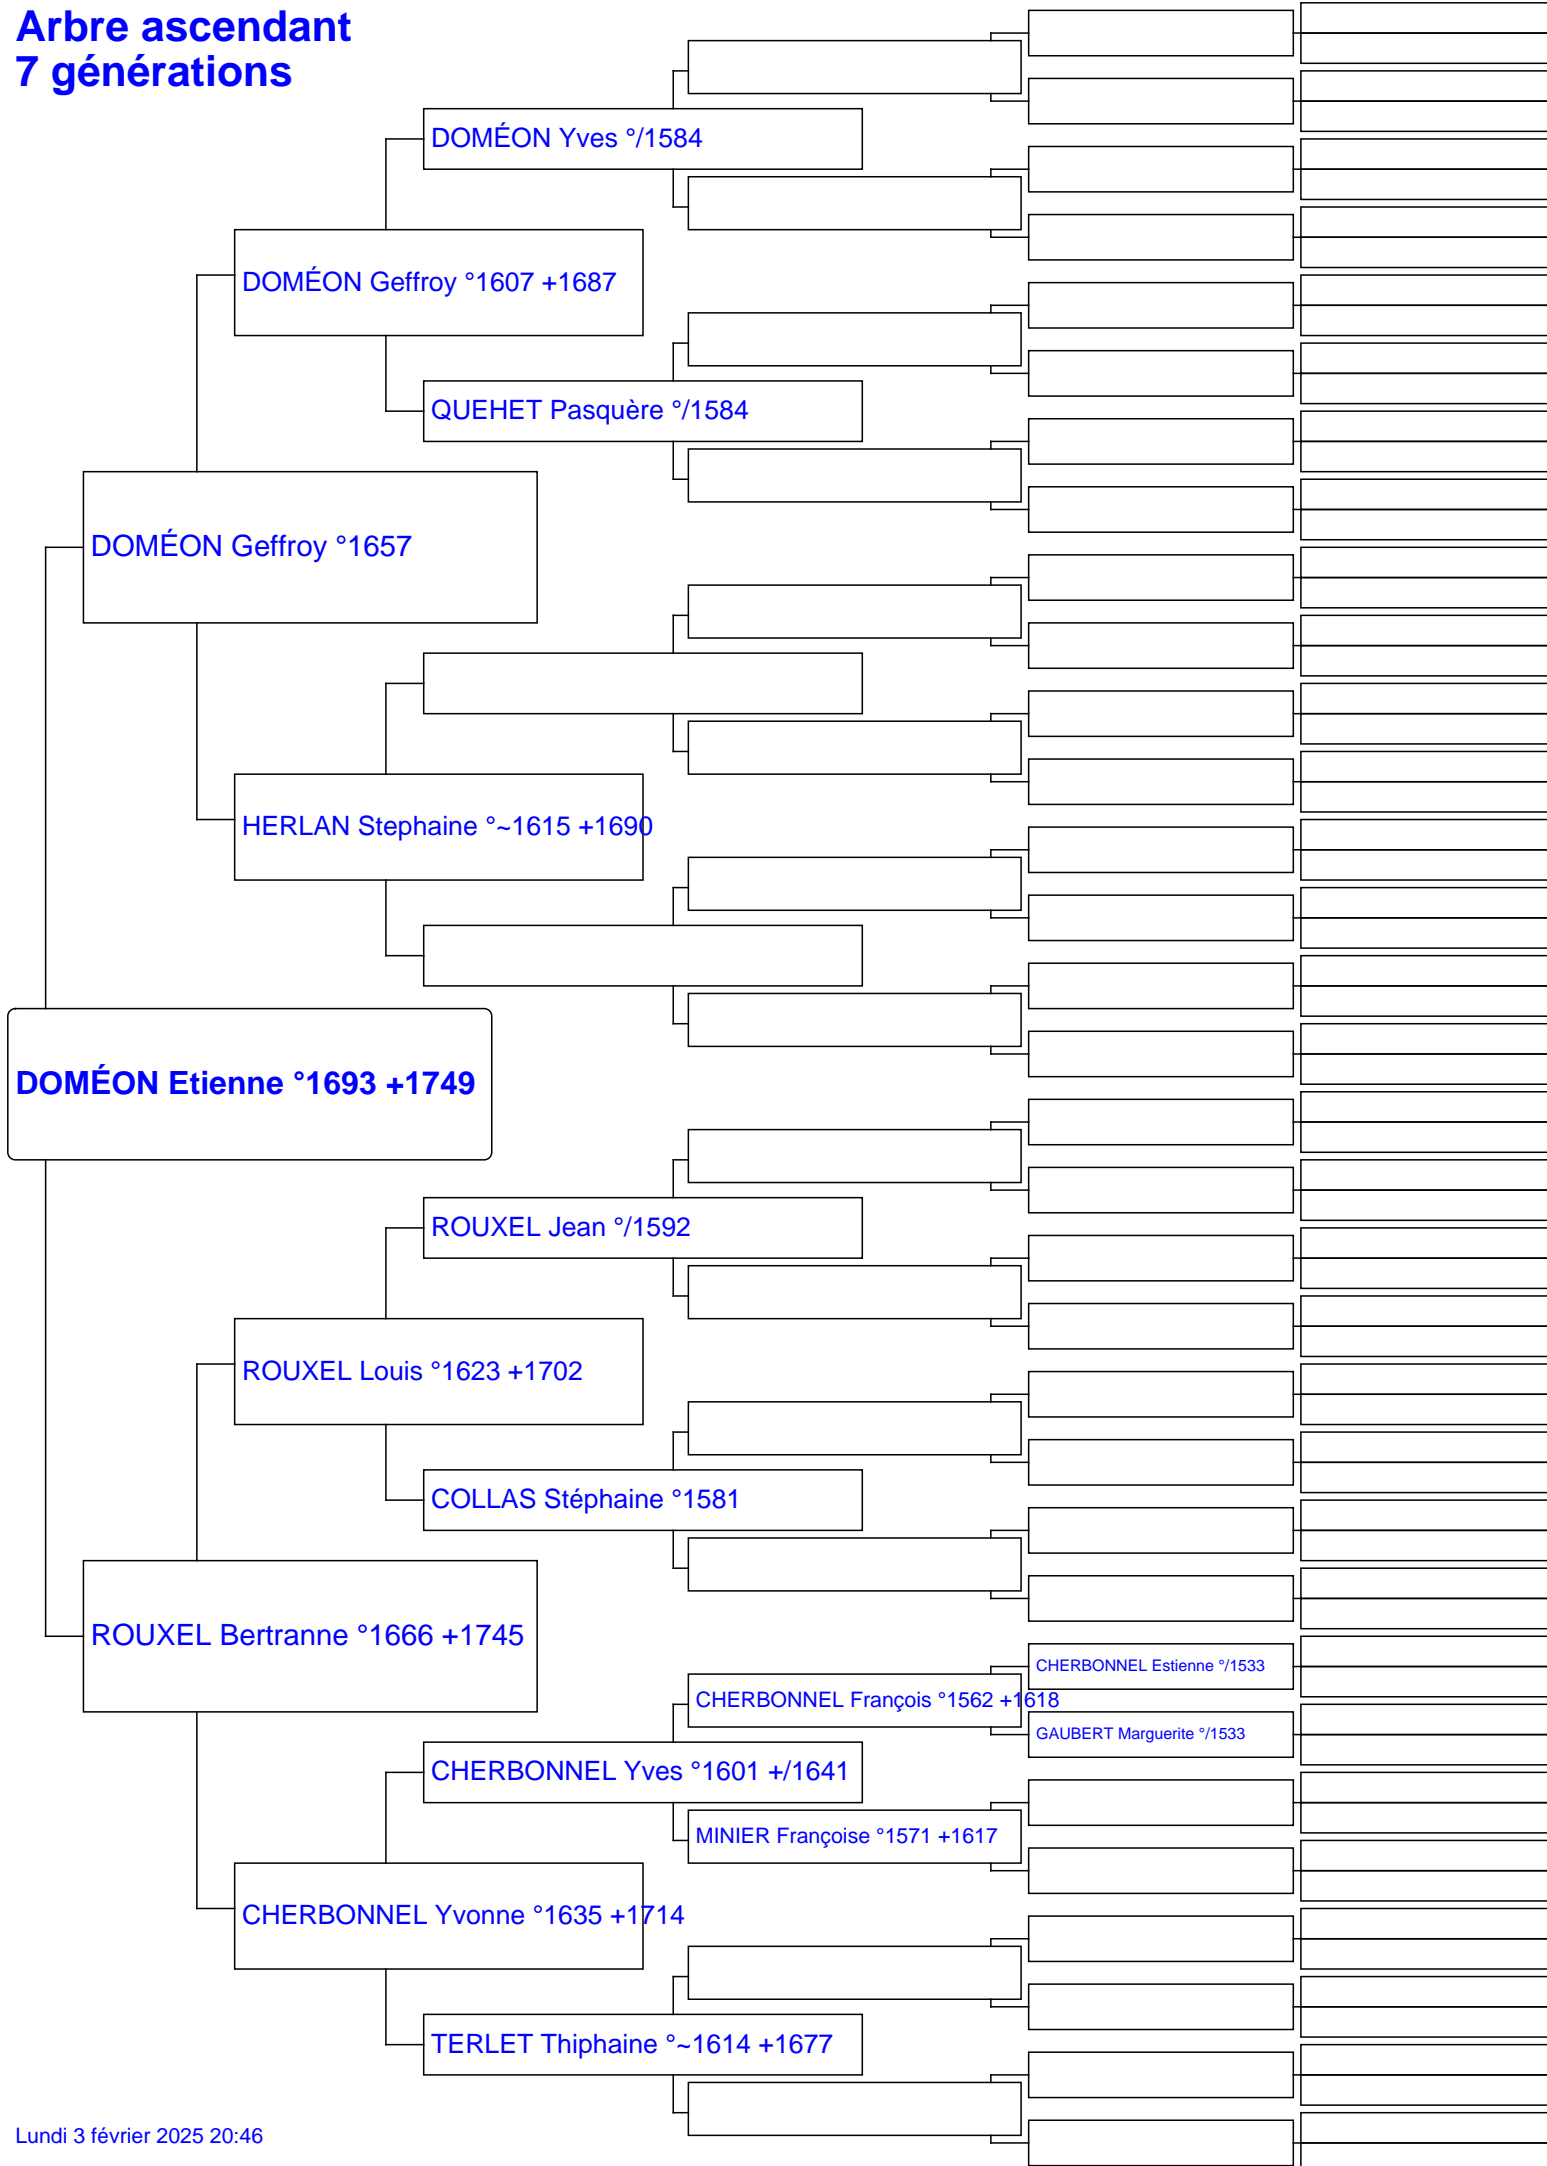 Arbre ascendant
7 générations
DOMÉON Yves °/1584
DOMÉON Geffroy °1607 +1687
QUEHET Pasquère °/1584
DOMÉON Geffroy °1657
HERLAN Stephaine °~1615 +1690
DOMÉON Etienne °1693 +1749
ROUXEL Jean °/1592
ROUXEL Louis °1623 +1702
COLLAS Stéphaine °1581
ROUXEL Bertranne °1666 +1745
CHERBONNEL Estienne °/1533
CHERBONNEL François °1562 +1618
GAUBERT Marguerite °/1533
CHERBONNEL Yves °1601 +/1641
MINIER Françoise °1571 +1617
CHERBONNEL Yvonne °1635 +1714
TERLET Thiphaine °~1614 +1677
Lundi 3 février 2025 20:46